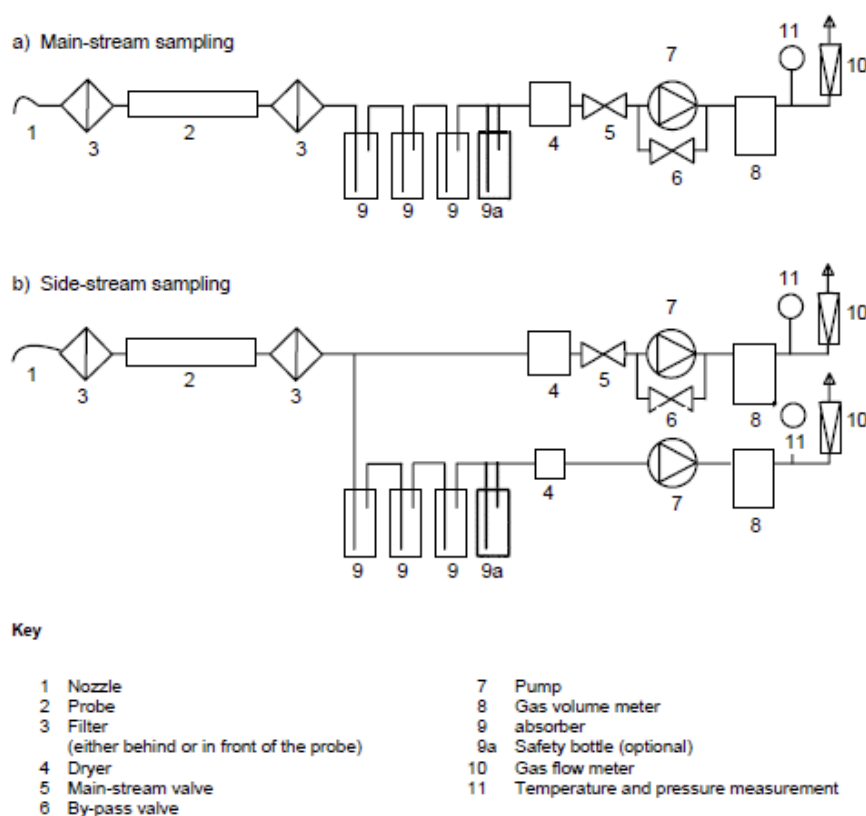 a) Main-stream sampling
11
7
10
1
3
2
3
4
5
6
8
9
9
9
9a
b) Side-stream sampling
11
7
10
1
3
2
3
4
5
6
8
10
11
4
7
8
9
9
9
9a
Key
1 Nozzle
2 Probe
3 Filter
(either behind or in front of the probe)
4 Dryer
5 Main-stream valve
6 By-pass valve
7 Pump
8 Gas volume meter
9 absorber
9a Safety bottle (optional)
10 Gas flow meter
11 Temperature and pressure measurement